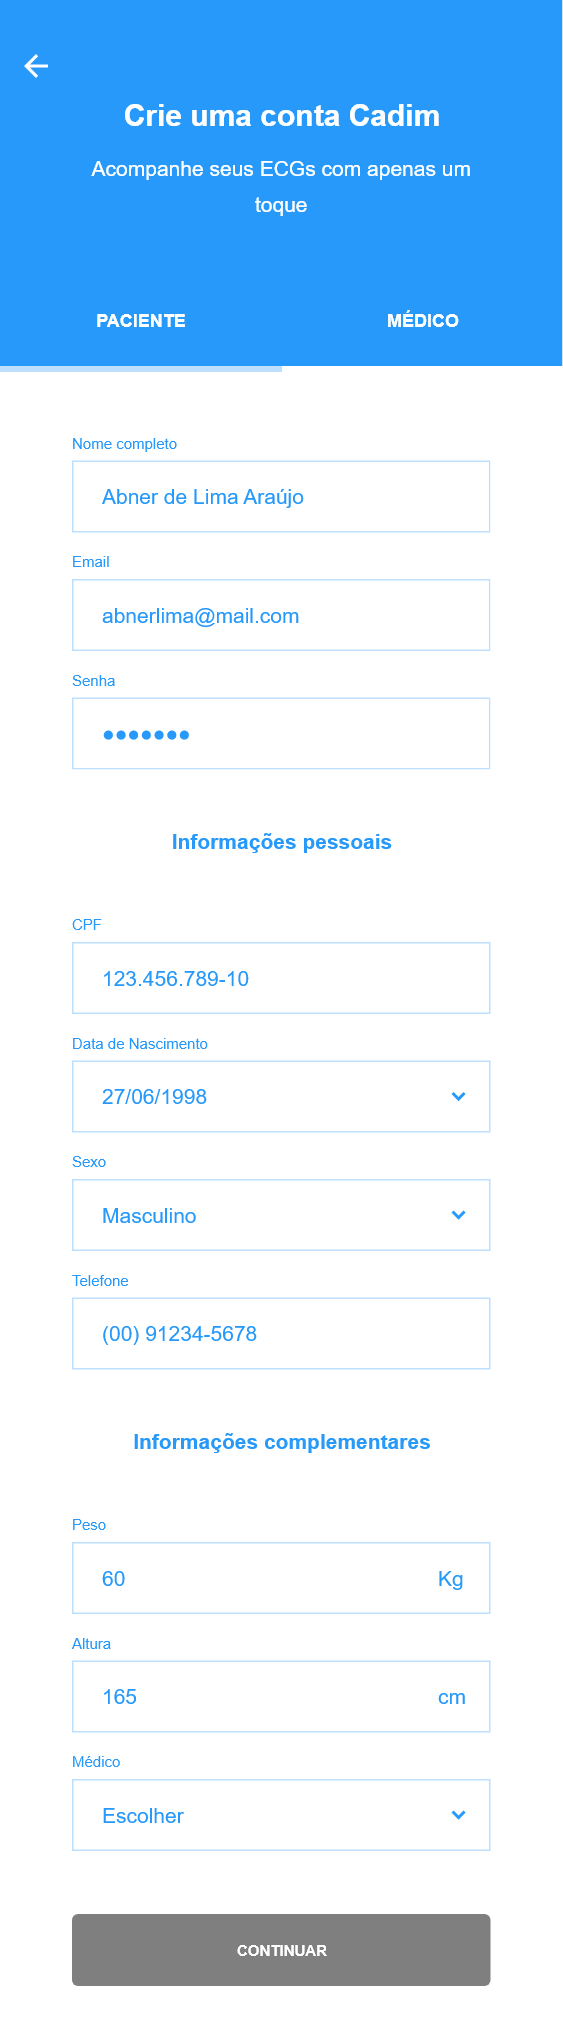 Crie uma conta Cadim
Acompanhe seus ECGs com apenas um
toque
PACIENTE
MÉDICO
Nome completo
Abner de Lima Araújo
Email
abnerlima@mail.com
Senha
•••••••
Informações pessoais
CPF
123.456.789-10
Data de Nascimento
27/06/1998
Sexo
Masculino
Telefone
(00) 91234-5678
Informações complementares
Peso
60 Kg
Altura
165 cm
Médico
Escolher
CONTINUAR